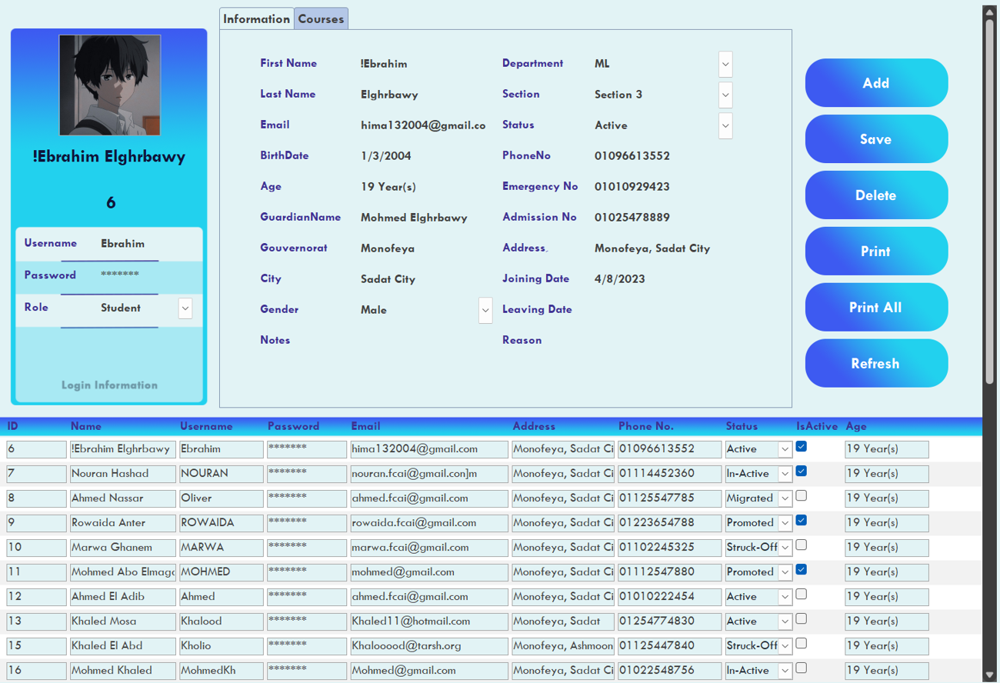 Information Courses
!Ebrahim Elghrbawy
6
Username Ebrahim
Password *******
Role Student
Login Information
First Name !Ebrahim Department ML
Last Name Elghrbawy Section Section 3
Email hima132004@gmail.co Status Active
BirthDate 1/3/2004 PhoneNo 01096613552
Age 19 Year(s) Emergency No 01010929423
GuardianName Mohmed Elghrbawy Admission No 01025478889
Gouvernorat Monofeya Address. Monofeya, Sadat City
City Sadat City Joining Date 4/8/2023
Gender Male Leaving Date
Notes Reason
Add
Save
Delete
Print
Print All
Refresh
ID Name Username Password Email Address Phone No. Status IsActive Age
6 !Ebrahim Elghrbawy Ebrahim ******* hima132004@gmail.com Monofeya, Sadat Ci 01096613552 Active 19 Year(s)
7 Nouran Hashad NOURAN ******* nouran.fcai@gmail.con]m Monofeya, Sadat Ci 01114452360 In-Active 19 Year(s)
8 Ahmed Nassar Oliver ******* ahmed.fcai@gmail.com Monofeya, Sadat Ci 01125547785 Migrated 19 Year(s)
9 Rowaida Anter ROWAIDA ******* rowaida.fcai@gmail.com Monofeya, Sadat Ci 01223654788 Promoted 19 Year(s)
10 Marwa Ghanem MARWA ******* marwa.fcai@gmail.com Monofeya, Sadat Ci 01102245325 Struck-Off 19 Year(s)
11 Mohmed Abo Elmaga MOHMED ******* mohmed@gmail.com Monofeya, Sadat Ci 01112547880 Promoted 19 Year(s)
12 Ahmed El Adib Ahmed ******* ahmed.fcai@gmail.com Monofeya, Sadat Ci 01010222454 Active 19 Year(s)
13 Khaled Mosa Khalood ******* Khaled11@hotmail.com Monofeya, Sadat 01254774830 Active 19 Year(s)
15 Khaled El Abd Kholio ******* Khalooood@tarsh.org Monofeya, Ashmoon 01125447840 Struck-Off 19 Year(s)
16 Mohmed Khaled MohmedKh ******* Mohmed@gmail.com Monofeya, Sadat Ci 01022548756 In-Active 19 Year(s)